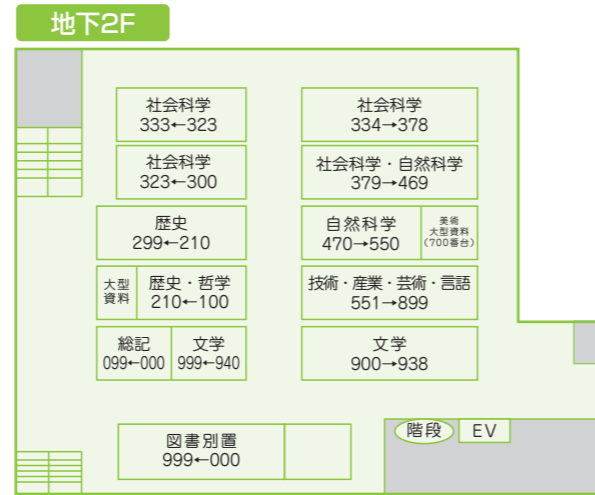 地下2F
社会科学
333←323
社会科学
334→378
社会科学
323←300
社会科学・自然科学
379→469
歴史
299←210
自然科学
470→550
美術
大型資料
(700番台)
大型
資料
歴史・哲学
210←100
技術・産業・芸術・言語
551→899
総記
099←000
文学
999←940
文学
900→938
図書別置
999←000
階段
EV